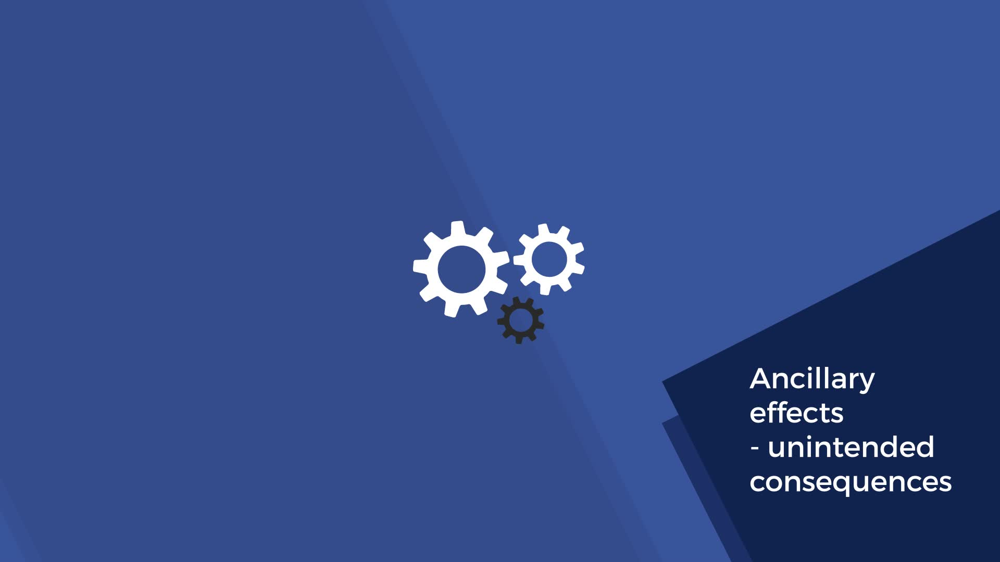 Ancillary
effects
- unintended
consequences